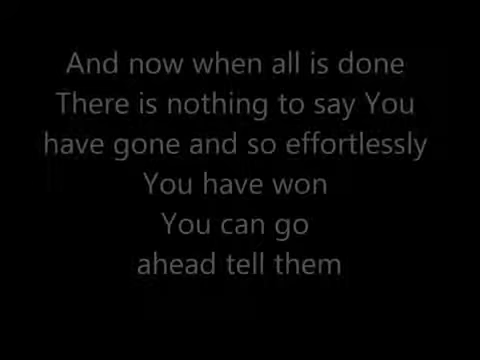 And now when all is done
There is nothing to say You
have gone and so effortlessly
You have won
You can go
ahead tell them